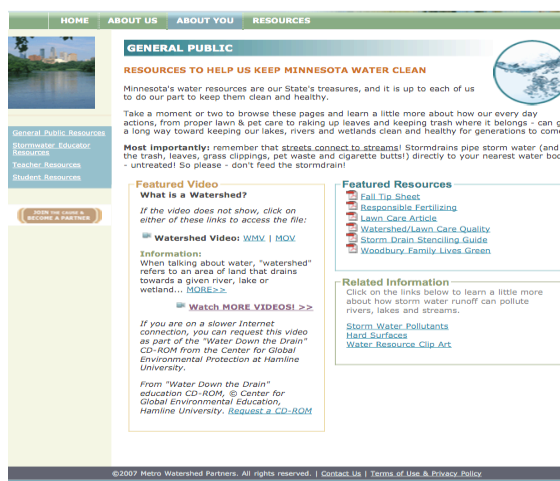 HOME ABOUT US ABOUT YOU RESOURCES
GENERAL PUBLIC
RESOURCES TO HELP US KEEP MINNESOTA WATER CLEAN
Minnesota's water resources are our State's treasures, and it is up to each of us
to do our part to keep them clean and healthy.
Take a moment or two to browse these pages and learn a little more about how our every day
actions, from proper lawn & pet care to raking up leaves and keeping trash where it belongs - can g
a long way toward keeping our lakes, rivers and wetlands clean and healthy for generations to come
Most importantly: remember that streets connect to streams! Stormdrains pipe storm water (and
the trash, leaves, grass clippings, pet waste and cigarette butts!) directly to your nearest water bod
- untreated! So please - don't feed the stormdrain!
General Public Resources
Stormwater Educator
Resources
Teacher Resources
Student Resources
JOIN the cause &
BECOME A PARTNER
Featured Video
What is a Watershed?
If the video does not show, click on
either of these links to access the file:
Watershed Video: WMV | MOV
Information:
When talking about water, "watershed"
refers to an area of land that drains
towards a given river, lake or
wetland... MORE>>
Watch MORE VIDEOS! >>
If you are on a slower Internet
connection, you can request this video
as part of the "Water Down the Drain"
CD-ROM from the Center for Global
Environmental Protection at Hamline
University.
From "Water Down the Drain"
education CD-ROM, © Center for
Global Environmental Education,
Hamline University. Request a CD-ROM
Featured Resources
Fall Tip Sheet
Responsible Fertilizing
Lawn Care Article
Watershed/Lawn Care Quality
Storm Drain Stenciling Guide
Woodbury Family Lives Green
Related Information
Click on the links below to learn a little more
about how storm water runoff can pollute
rivers, lakes and streams.
Storm Water Pollutants
Hard Surfaces
Water Resource Clip Art
©2007 Metro Watershed Partners. All rights reserved. | Contact Us | Terms of Use & Privacy Policy